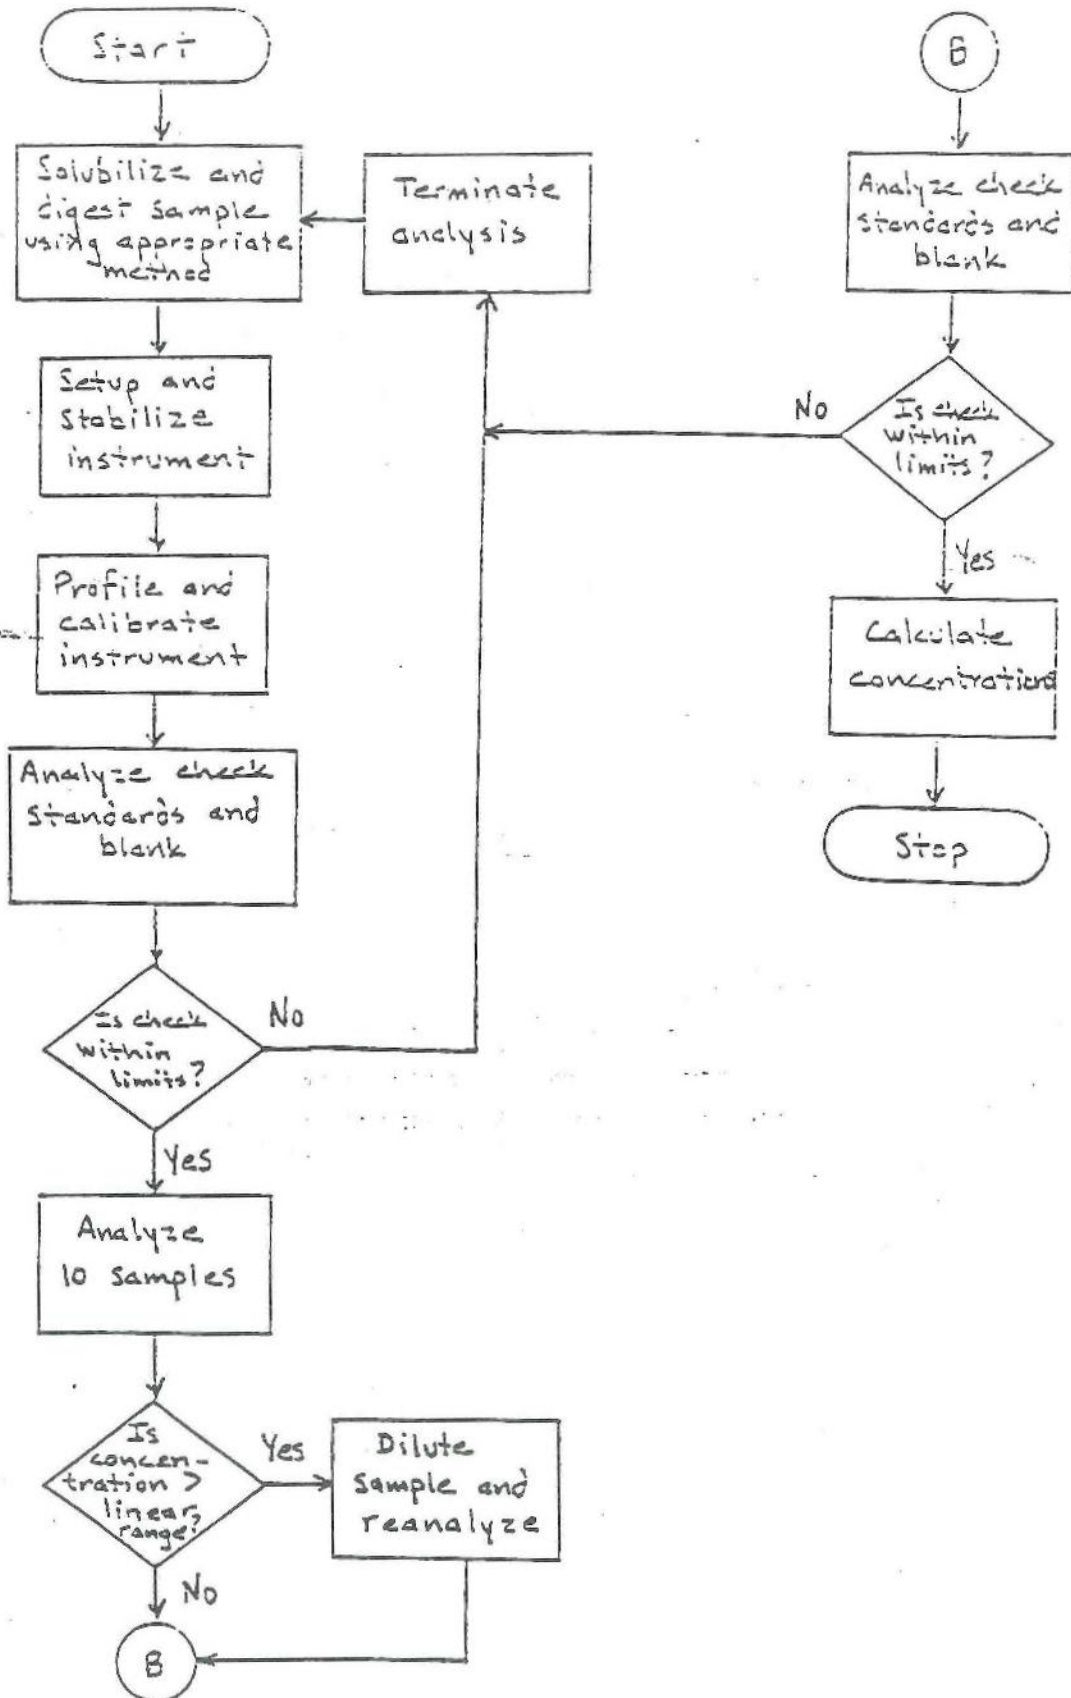 Start
Solubilize and
digest sample
using appropriate
method
Terminate
analysis
Setup and
Stabilize
instrument
Profile and
calibrate
instrument
Analyze check
standards and
blank
Is check
within
limits?
No
Yes
Analyze
10 samples
Is
concen-
tration >
linear
range?
Yes
Dilute
sample and
reanalyze
No
B
B
Analyze check
standards and
blank
Is check
within
limits?
No
Yes
Calculate
concentrations
Stop